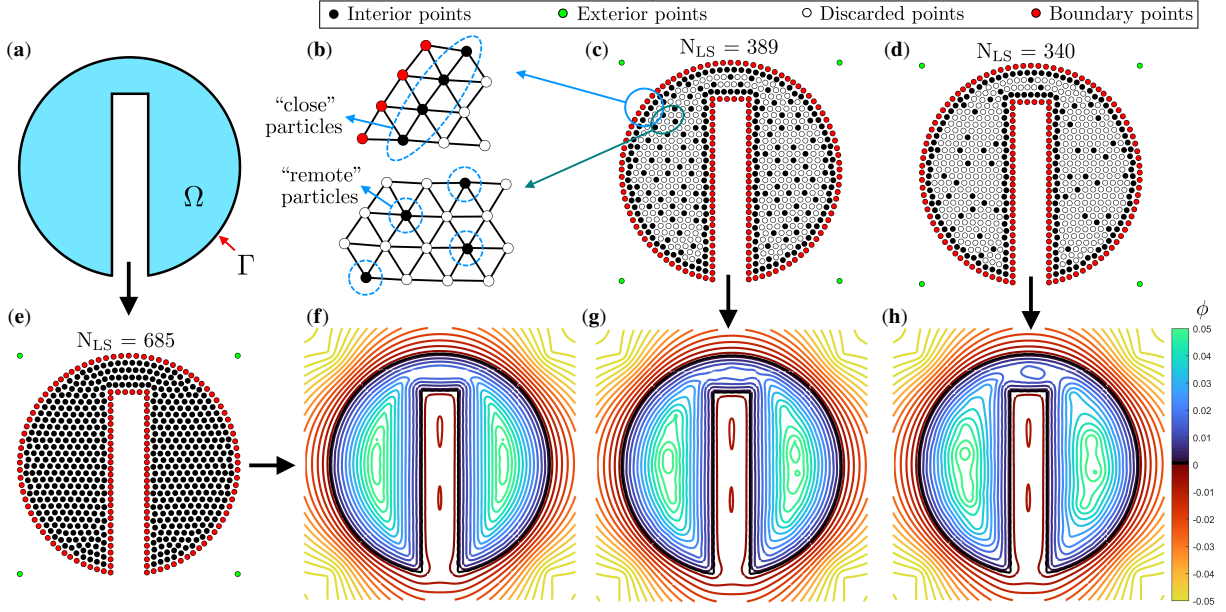 Interior points
Exterior points
Discarded points
Boundary points
(a)
Ω
Γ
(b)
"close"
particles
"remote"
particles
(c)
N_LS = 389
(d)
N_LS = 340
(e)
N_LS = 685
(f)
(g)
(h)
ϕ
0.05
0.04
0.03
0.02
0.01
0
-0.01
-0.02
-0.03
-0.04
-0.05